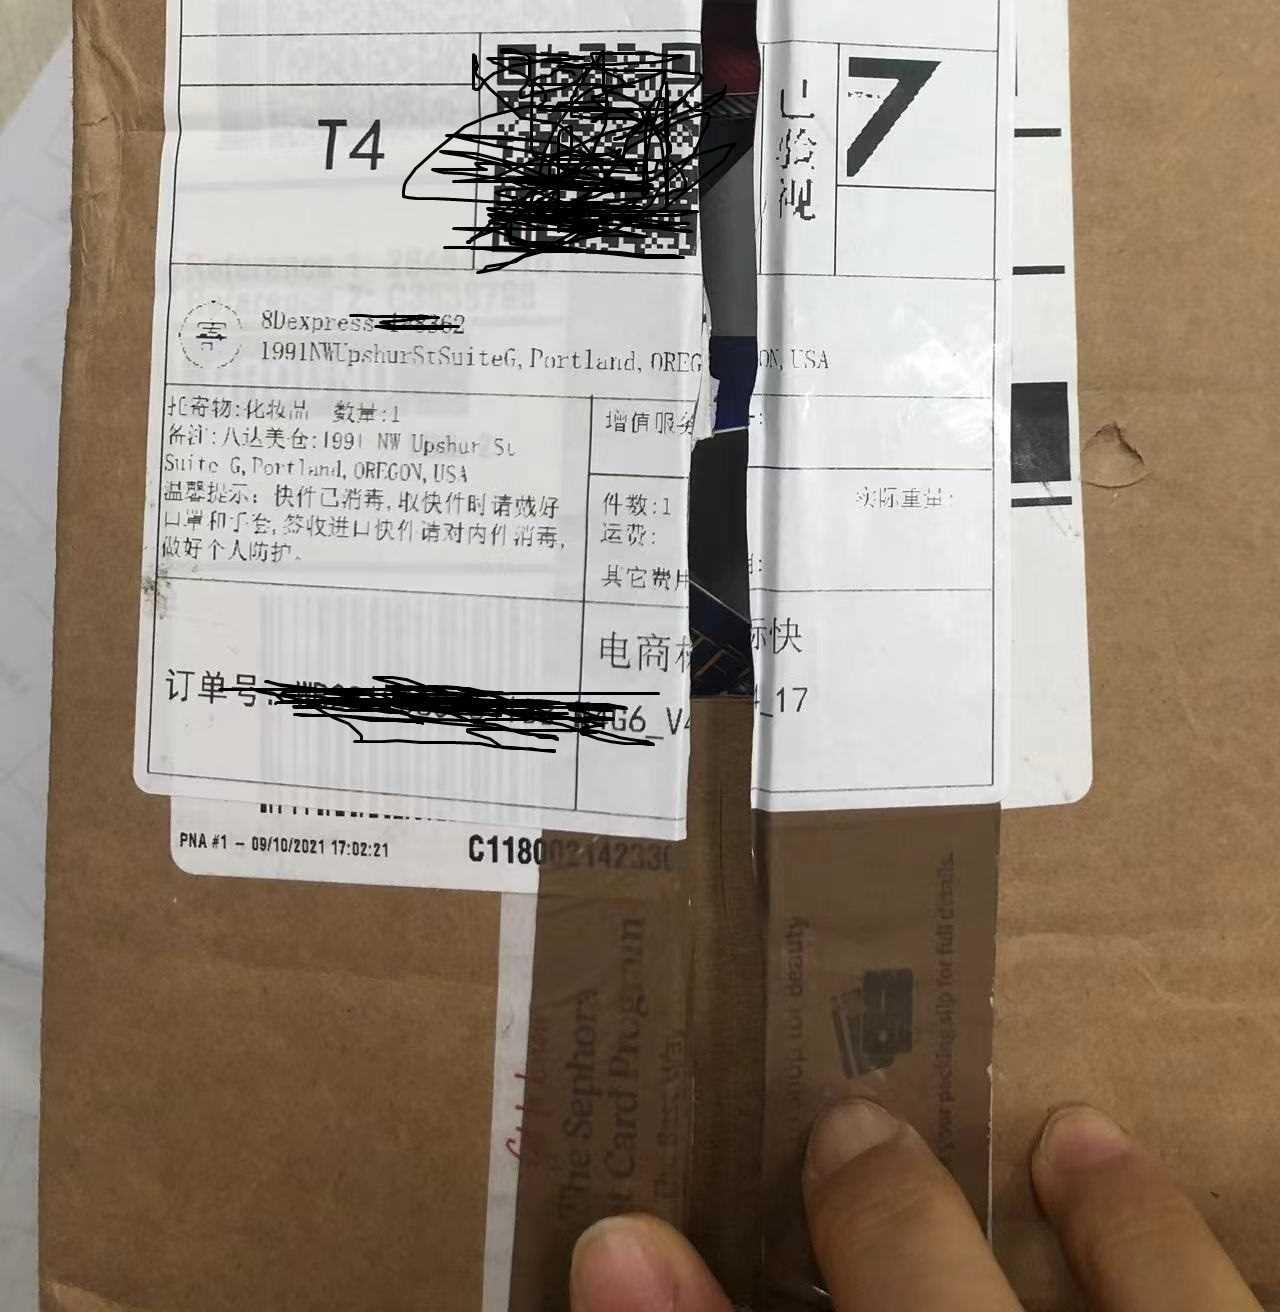 T4
已验视
7
寄
8Dexpress
1991NWUpshurStSuiteG, Portland, OREG ON, USA
托寄物:化妆品 数量:1
备注:八达美仓:1991 NW Upshur St
Suite G, Portland, OREGON, USA
温馨提示: 快件已消毒, 取快件时请戴好
口罩和手套, 签收进口快件请对内件消毒,
做好个人防护。
增值服务 :
件数:1
实际重量:
运费:
其它费用 :
电商 标快
订单号:
G6_V4 _17
PNA #1 – 09/10/2021 17:02:21
C118002142330
The Sephora
Card Program
beauty
your packing slip for full details.